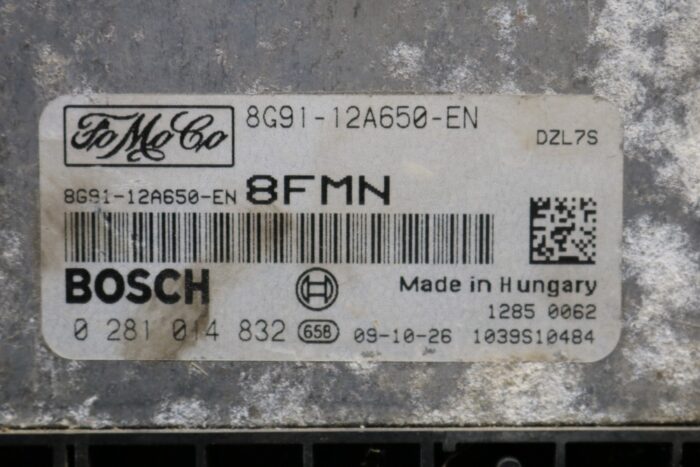 FoMoCo 8G91-12A650-EN
DZL7S
8G91-12A650-EN 8FMN
BOSCH
Made in Hungary
1285 0062
0 281 014 832 658 09-10-26 1039S10484